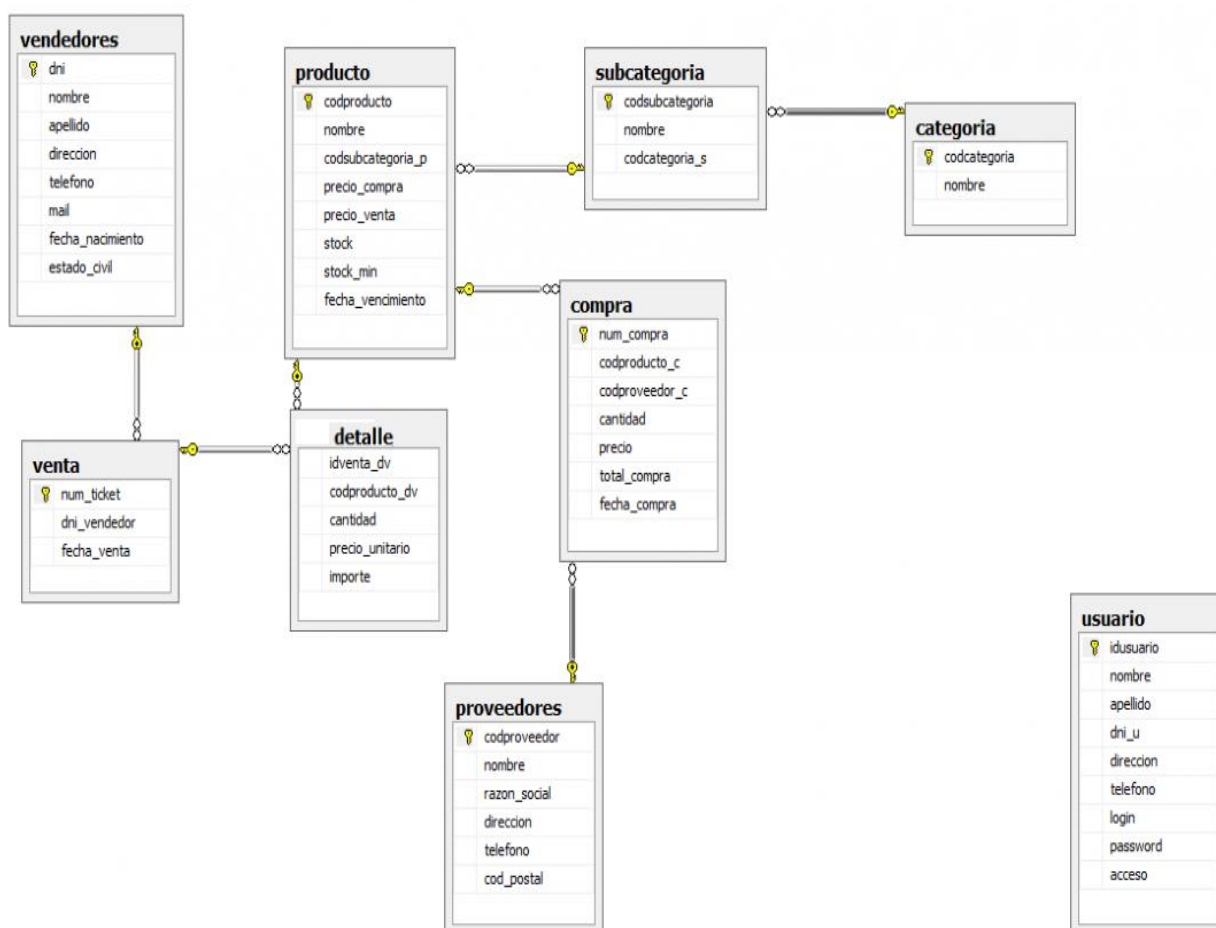 vendedores
dni
nombre
apellido
direccion
telefono
mail
fecha_nacimiento
estado_civil
producto
codproducto
nombre
codsubcategoria_p
precio_compra
precio_venta
stock
stock_min
fecha_vencimiento
subcategoria
codsubcategoria
nombre
codcategoria_s
categoria
codcategoria
nombre
compra
num_compra
codproducto_c
codproveedor_c
cantidad
precio
total_compra
fecha_compra
venta
num_ticket
dni_vendedor
fecha_venta
detalle
idventa_dv
codproducto_dv
cantidad
precio_unitario
importe
proveedores
codproveedor
nombre
razon_social
direccion
telefono
cod_postal
usuario
idusuario
nombre
apellido
dni_u
direccion
telefono
login
password
acceso